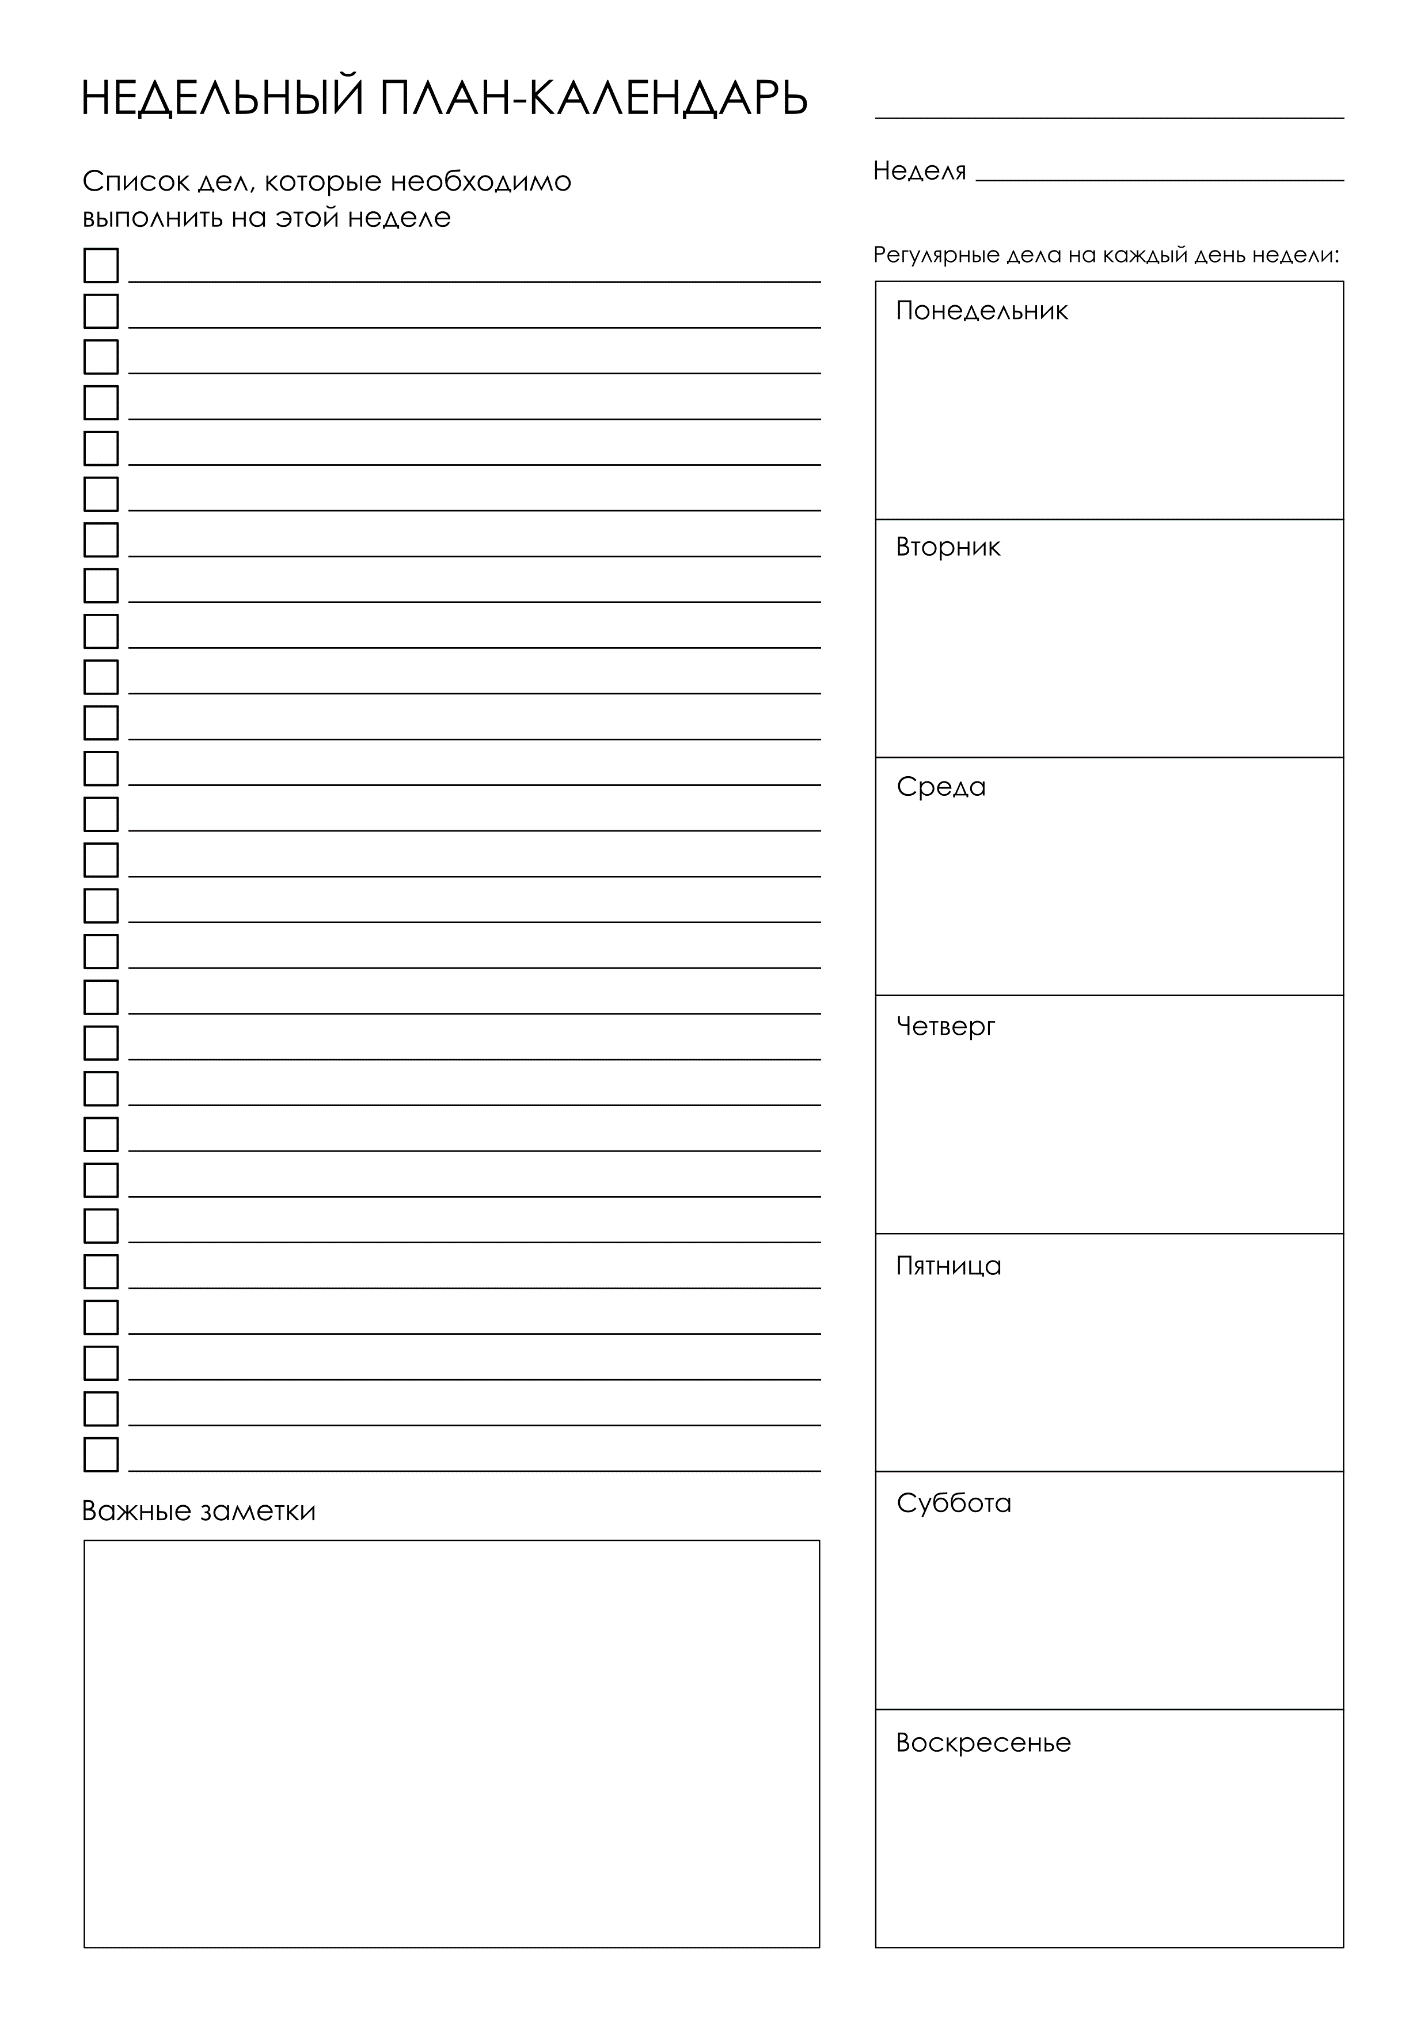 НЕДЕЛЬНЫЙ ПЛАН-КАЛЕНДАРЬ
Список дел, которые необходимо
выполнить на этой неделе
Важные заметки
Неделя
Регулярные дела на каждый день недели:
Понедельник
Вторник
Среда
Четверг
Пятница
Суббота
Воскресенье